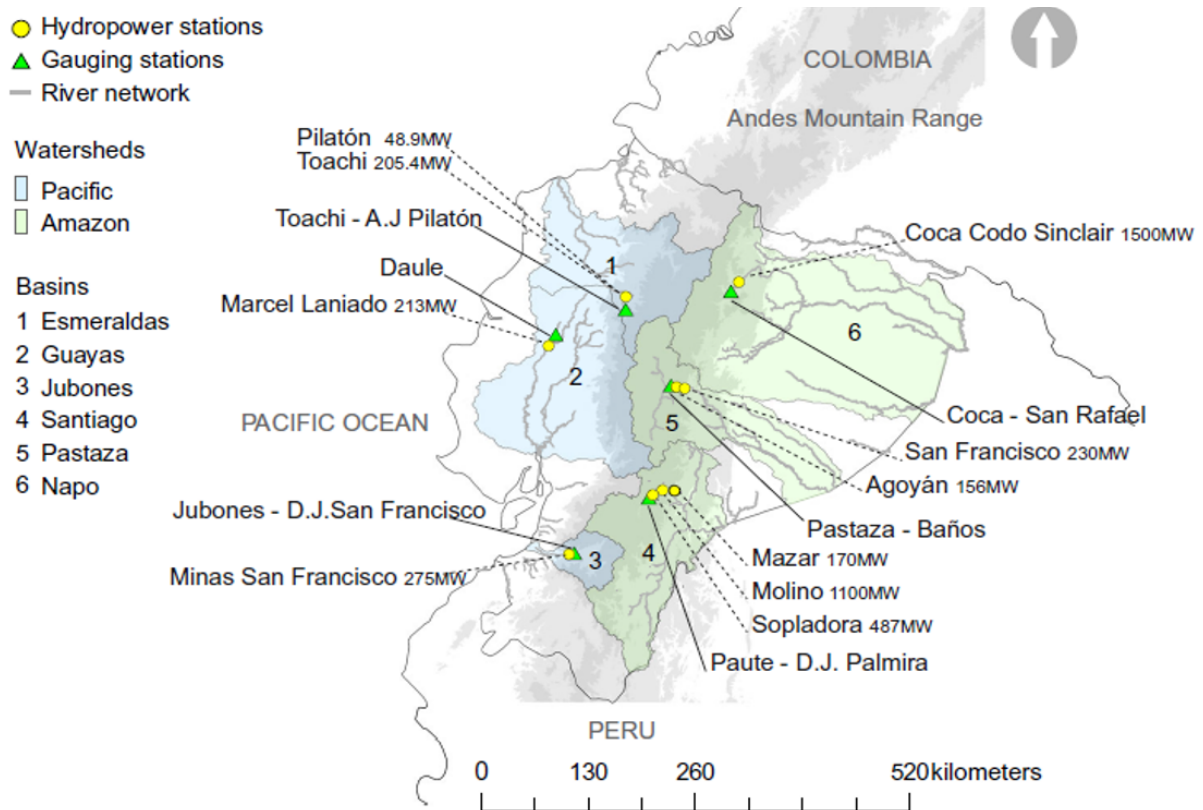 Hydropower stations
Gauging stations
River network
Watersheds
Pacific
Amazon
Basins
1 Esmeraldas
2 Guayas
3 Jubones
4 Santiago
5 Pastaza
6 Napo
COLOMBIA
Andes Mountain Range
Pilatón 48.9MW
Toachi 205.4MW
Toachi - A.J Pilatón
Daule
Marcel Laniado 213MW
Coca Codo Sinclair 1500MW
1
2
6
5
PACIFIC OCEAN
Coca - San Rafael
San Francisco 230MW
Agoyán 156MW
Pastaza - Baños
Jubones - D.J.San Francisco
Minas San Francisco 275MW
3
4
Mazar 170MW
Molino 1100MW
Sopladora 487MW
Paute - D.J. Palmira
PERU
0 130 260 520 kilometers